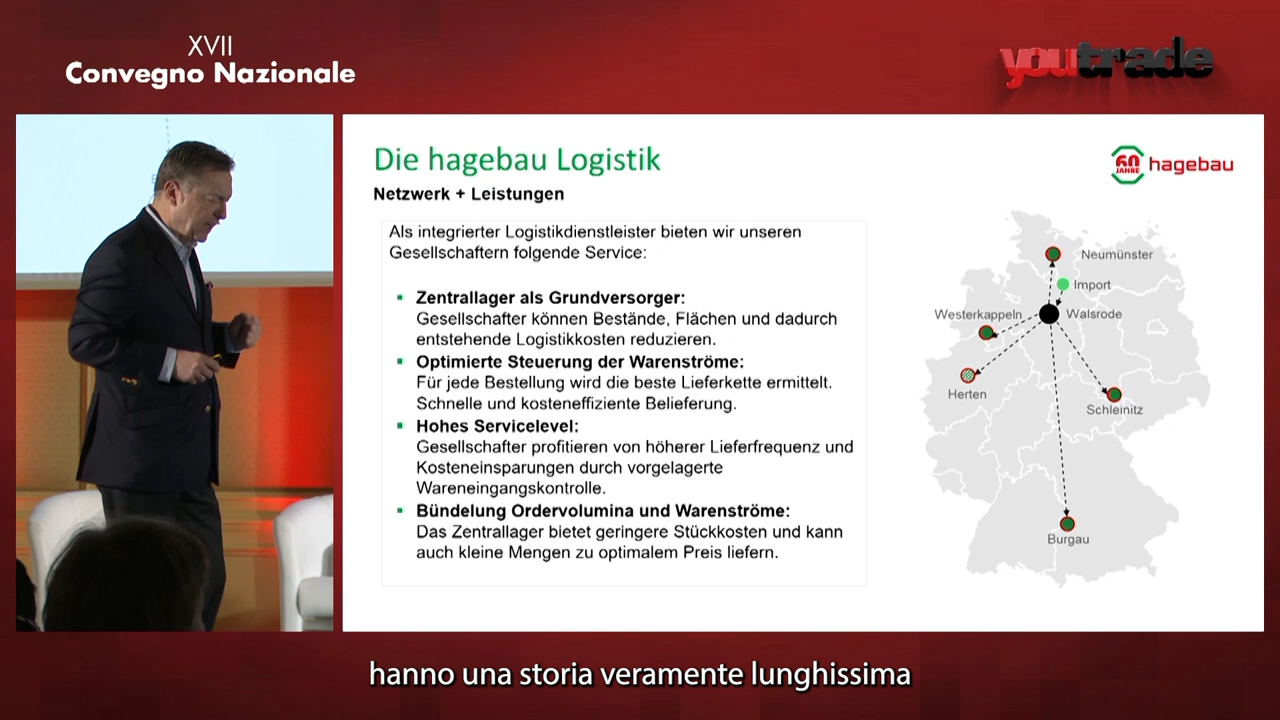 XVII
Convegno Nazionale
youtrade
Die hagebau Logistik
60
JAHRE
hagebau
Netzwerk + Leistungen
Als integrierter Logistikdienstleister bieten wir unseren
Gesellschaftern folgende Service:
▪ Zentrallager als Grundversorger:
Gesellschafter können Bestände, Flächen und dadurch
entstehende Logistikkosten reduzieren.
▪ Optimierte Steuerung der Warenströme:
Für jede Bestellung wird die beste Lieferkette ermittelt.
Schnelle und kosteneffiziente Belieferung.
▪ Hohes Servicelevel:
Gesellschafter profitieren von höherer Lieferfrequenz und
Kosteneinsparungen durch vorgelagerte
Wareneingangskontrolle.
▪ Bündelung Ordervolumina und Warenströme:
Das Zentrallager bietet geringere Stückkosten und kann
auch kleine Mengen zu optimalem Preis liefern.
Neumünster
Import
Westerkappeln
Walsrode
Herten
Schleinitz
Burgau
hanno una storia veramente lunghissima